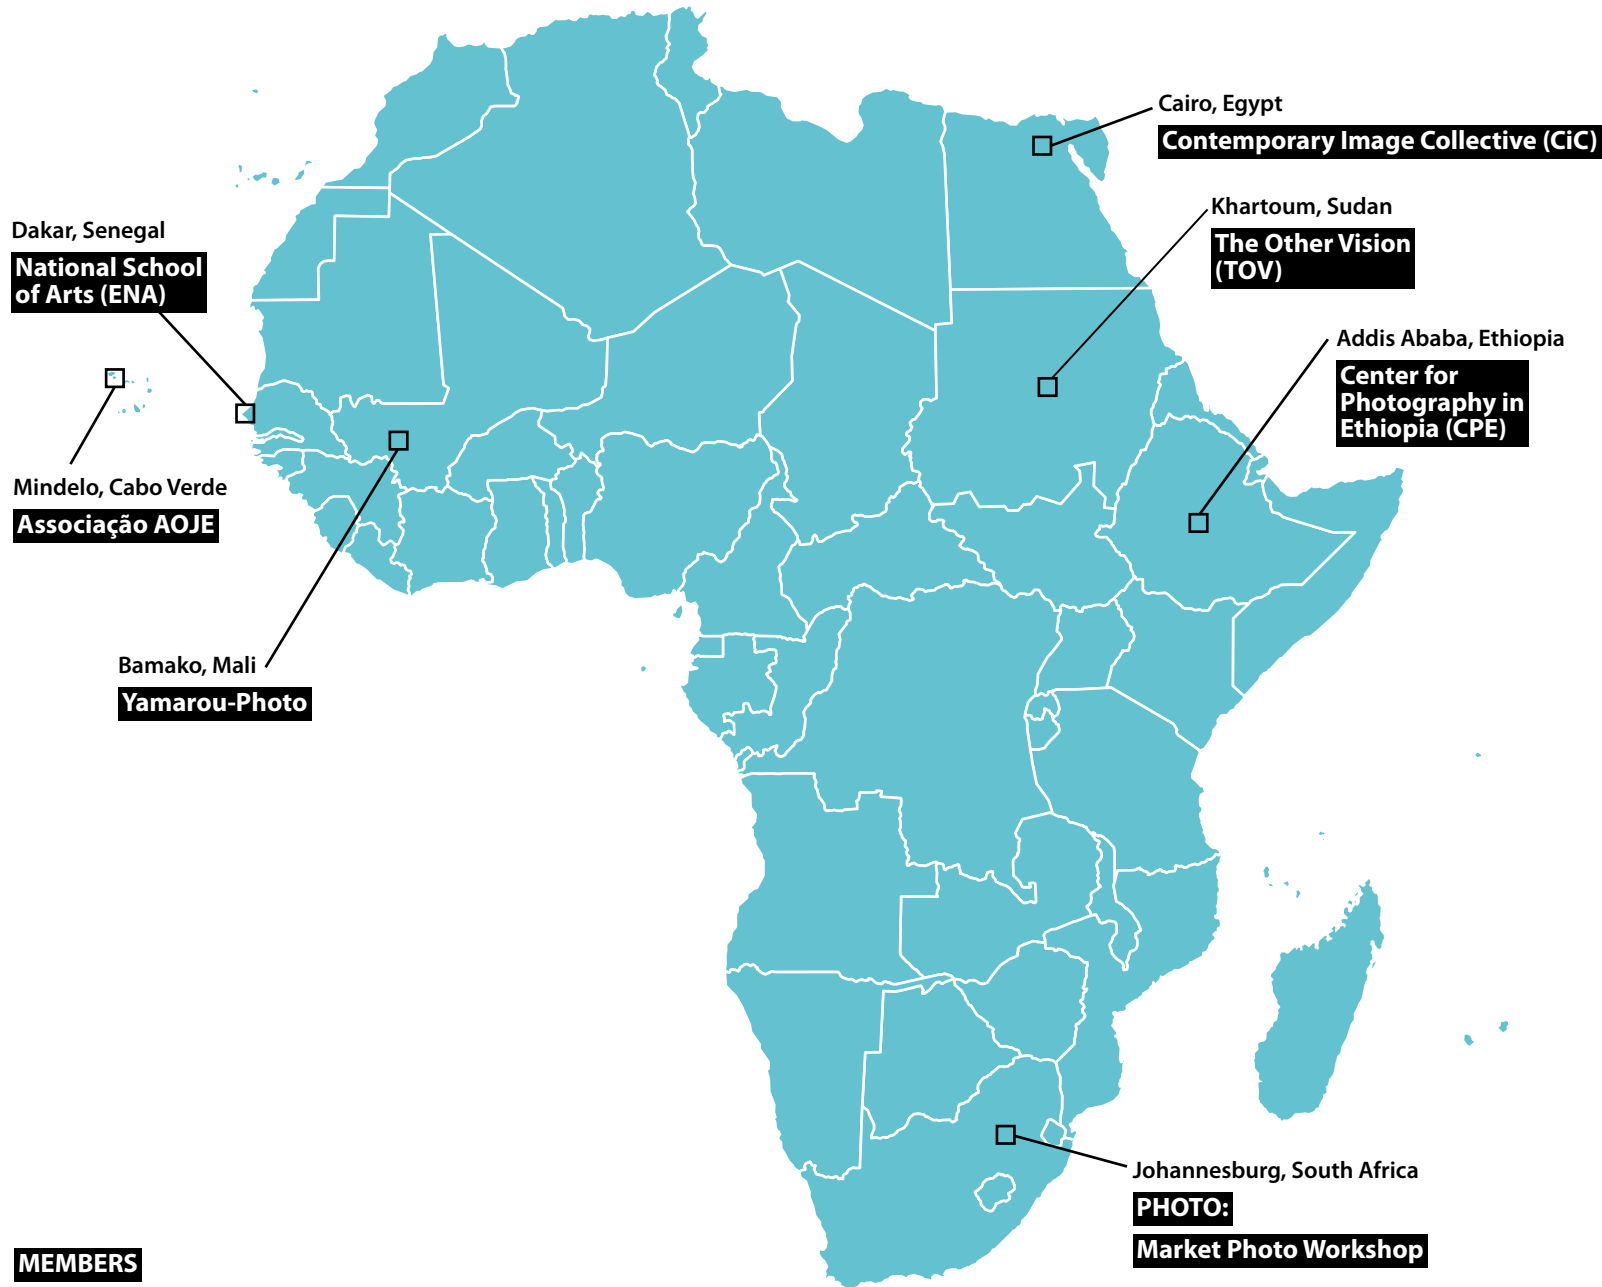 Cairo, Egypt
Contemporary Image Collective (CiC)
Khartoum, Sudan
The Other Vision
(TOV)
Dakar, Senegal
National School
of Arts (ENA)
Addis Ababa, Ethiopia
Center for
Photography in
Ethiopia (CPE)
Mindelo, Cabo Verde
Associação AOJE
Bamako, Mali
Yamarou-Photo
Johannesburg, South Africa
PHOTO:
Market Photo Workshop
MEMBERS